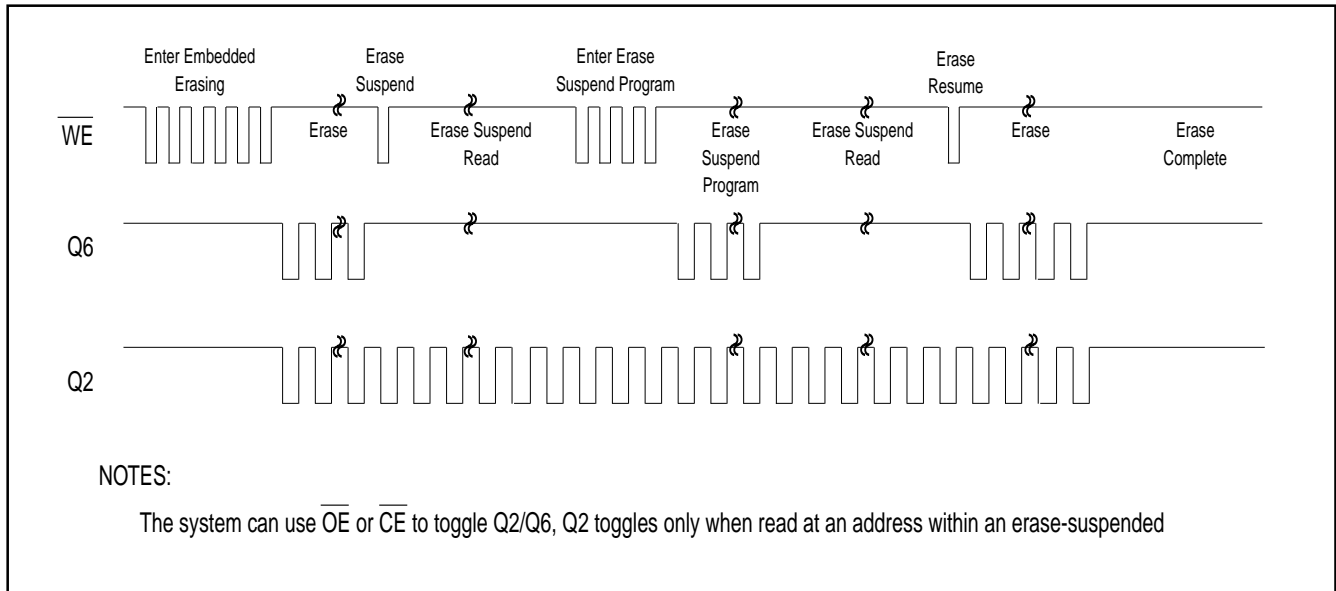 Enter Embedded
Erasing
Erase
Suspend
Enter Erase
Suspend Program
Erase
Resume
WE
Erase
Erase Suspend
Read
Erase
Suspend
Program
Erase Suspend
Read
Erase
Erase
Complete
Q6
Q2
NOTES:
The system can use OE or CE to toggle Q2/Q6, Q2 toggles only when read at an address within an erase-suspended